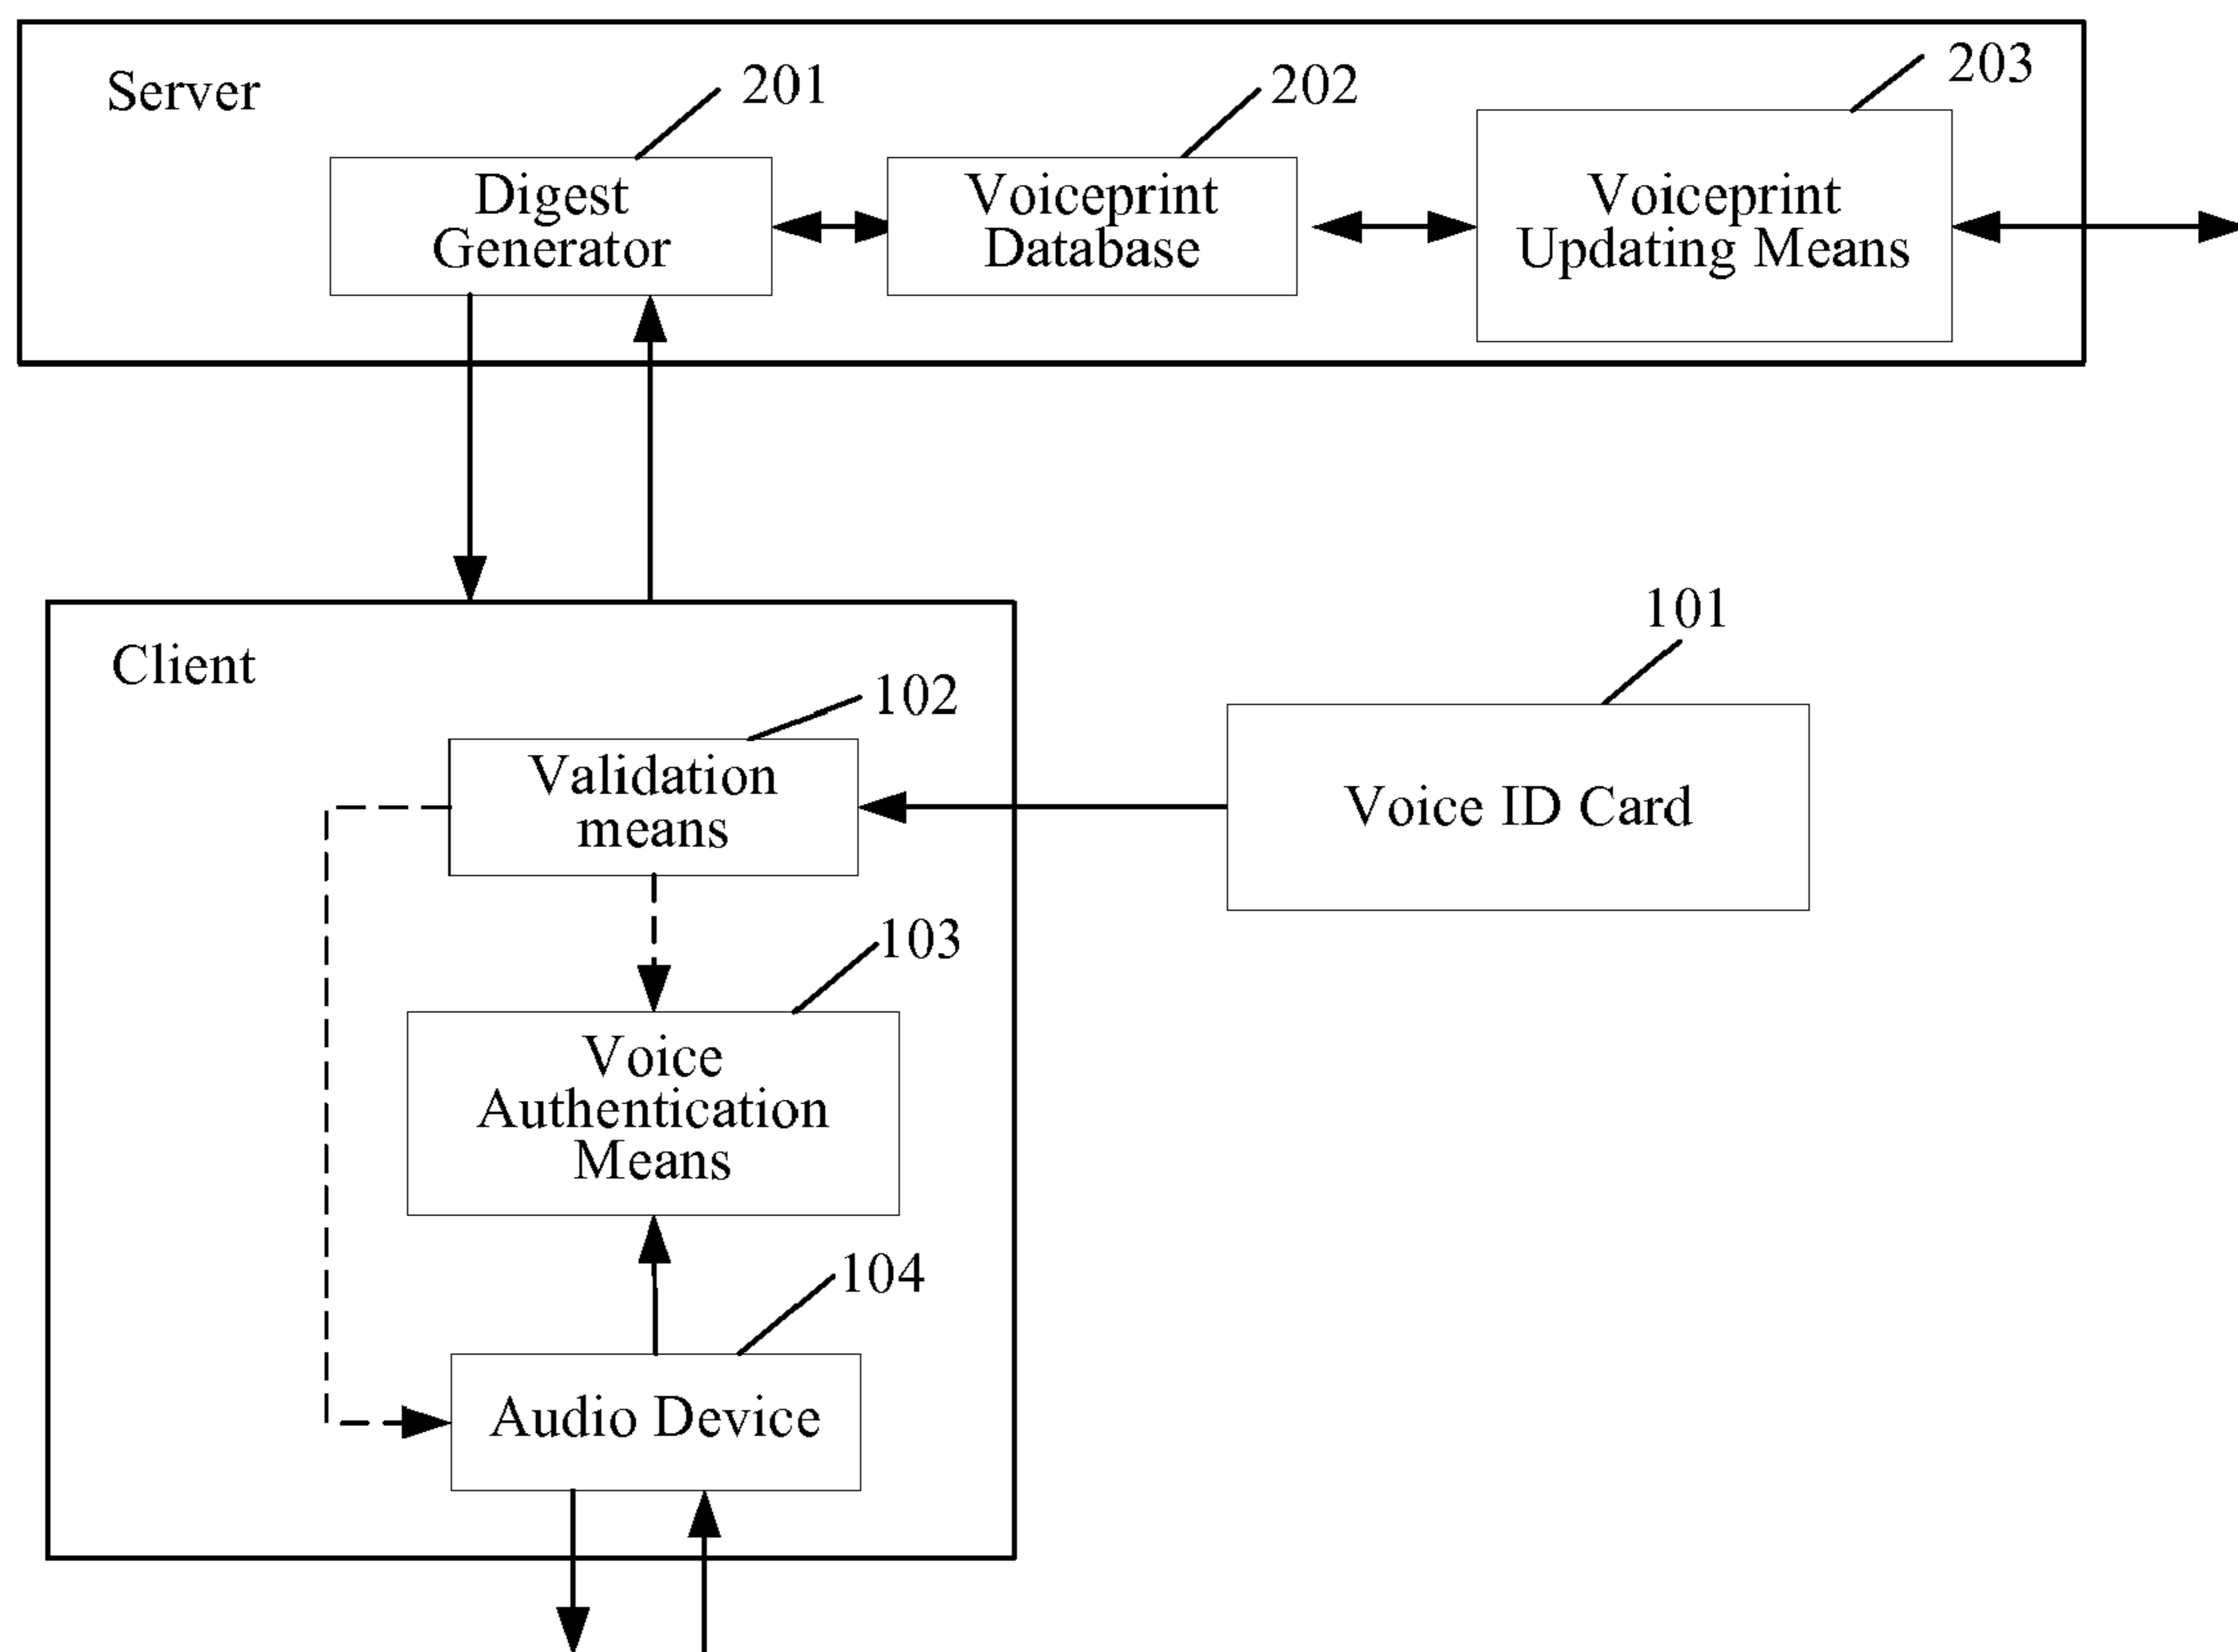 Server
201
202
203
Digest
Generator
Voiceprint
Database
Voiceprint
Updating Means
Client
101
102
Validation
means
Voice ID Card
103
Voice
Authentication
Means
104
Audio Device